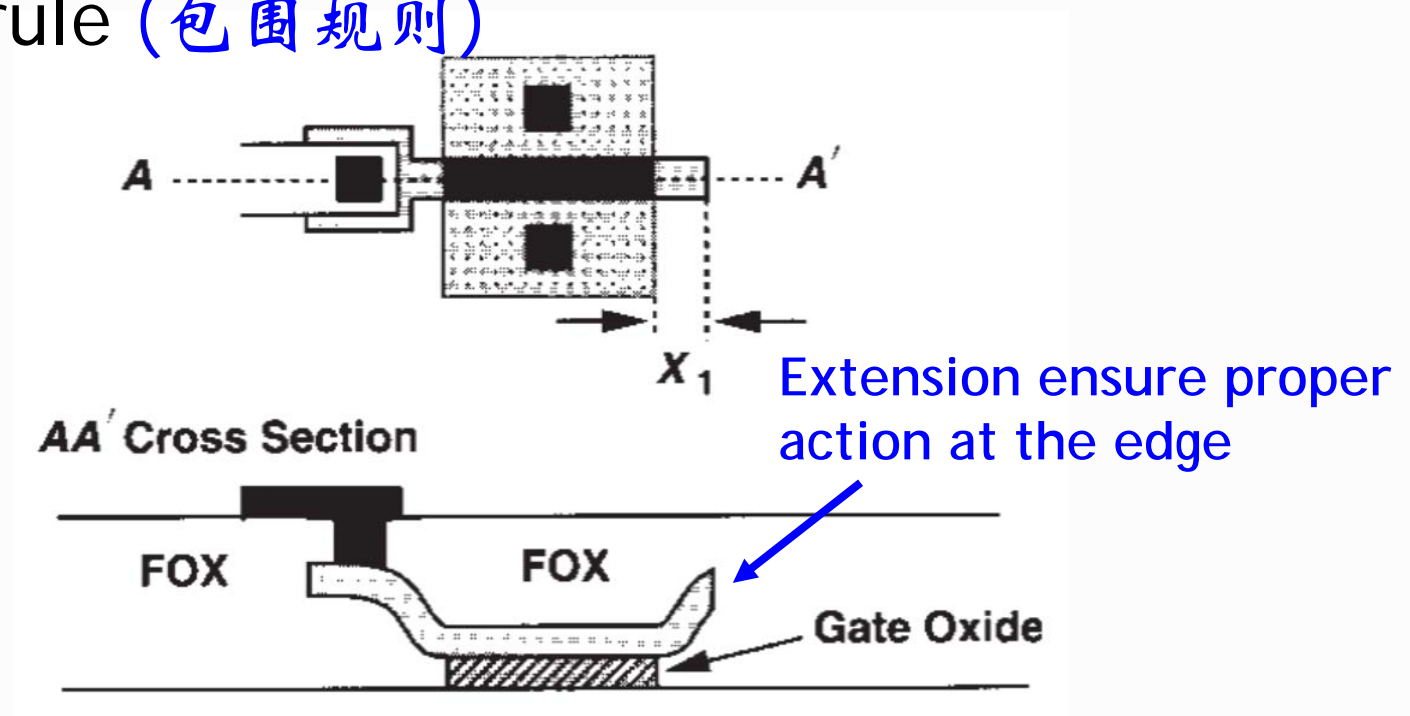 rule (包围规则)
A
A′
X1
Extension ensure proper
action at the edge
AA′ Cross Section
FOX
FOX
Gate Oxide